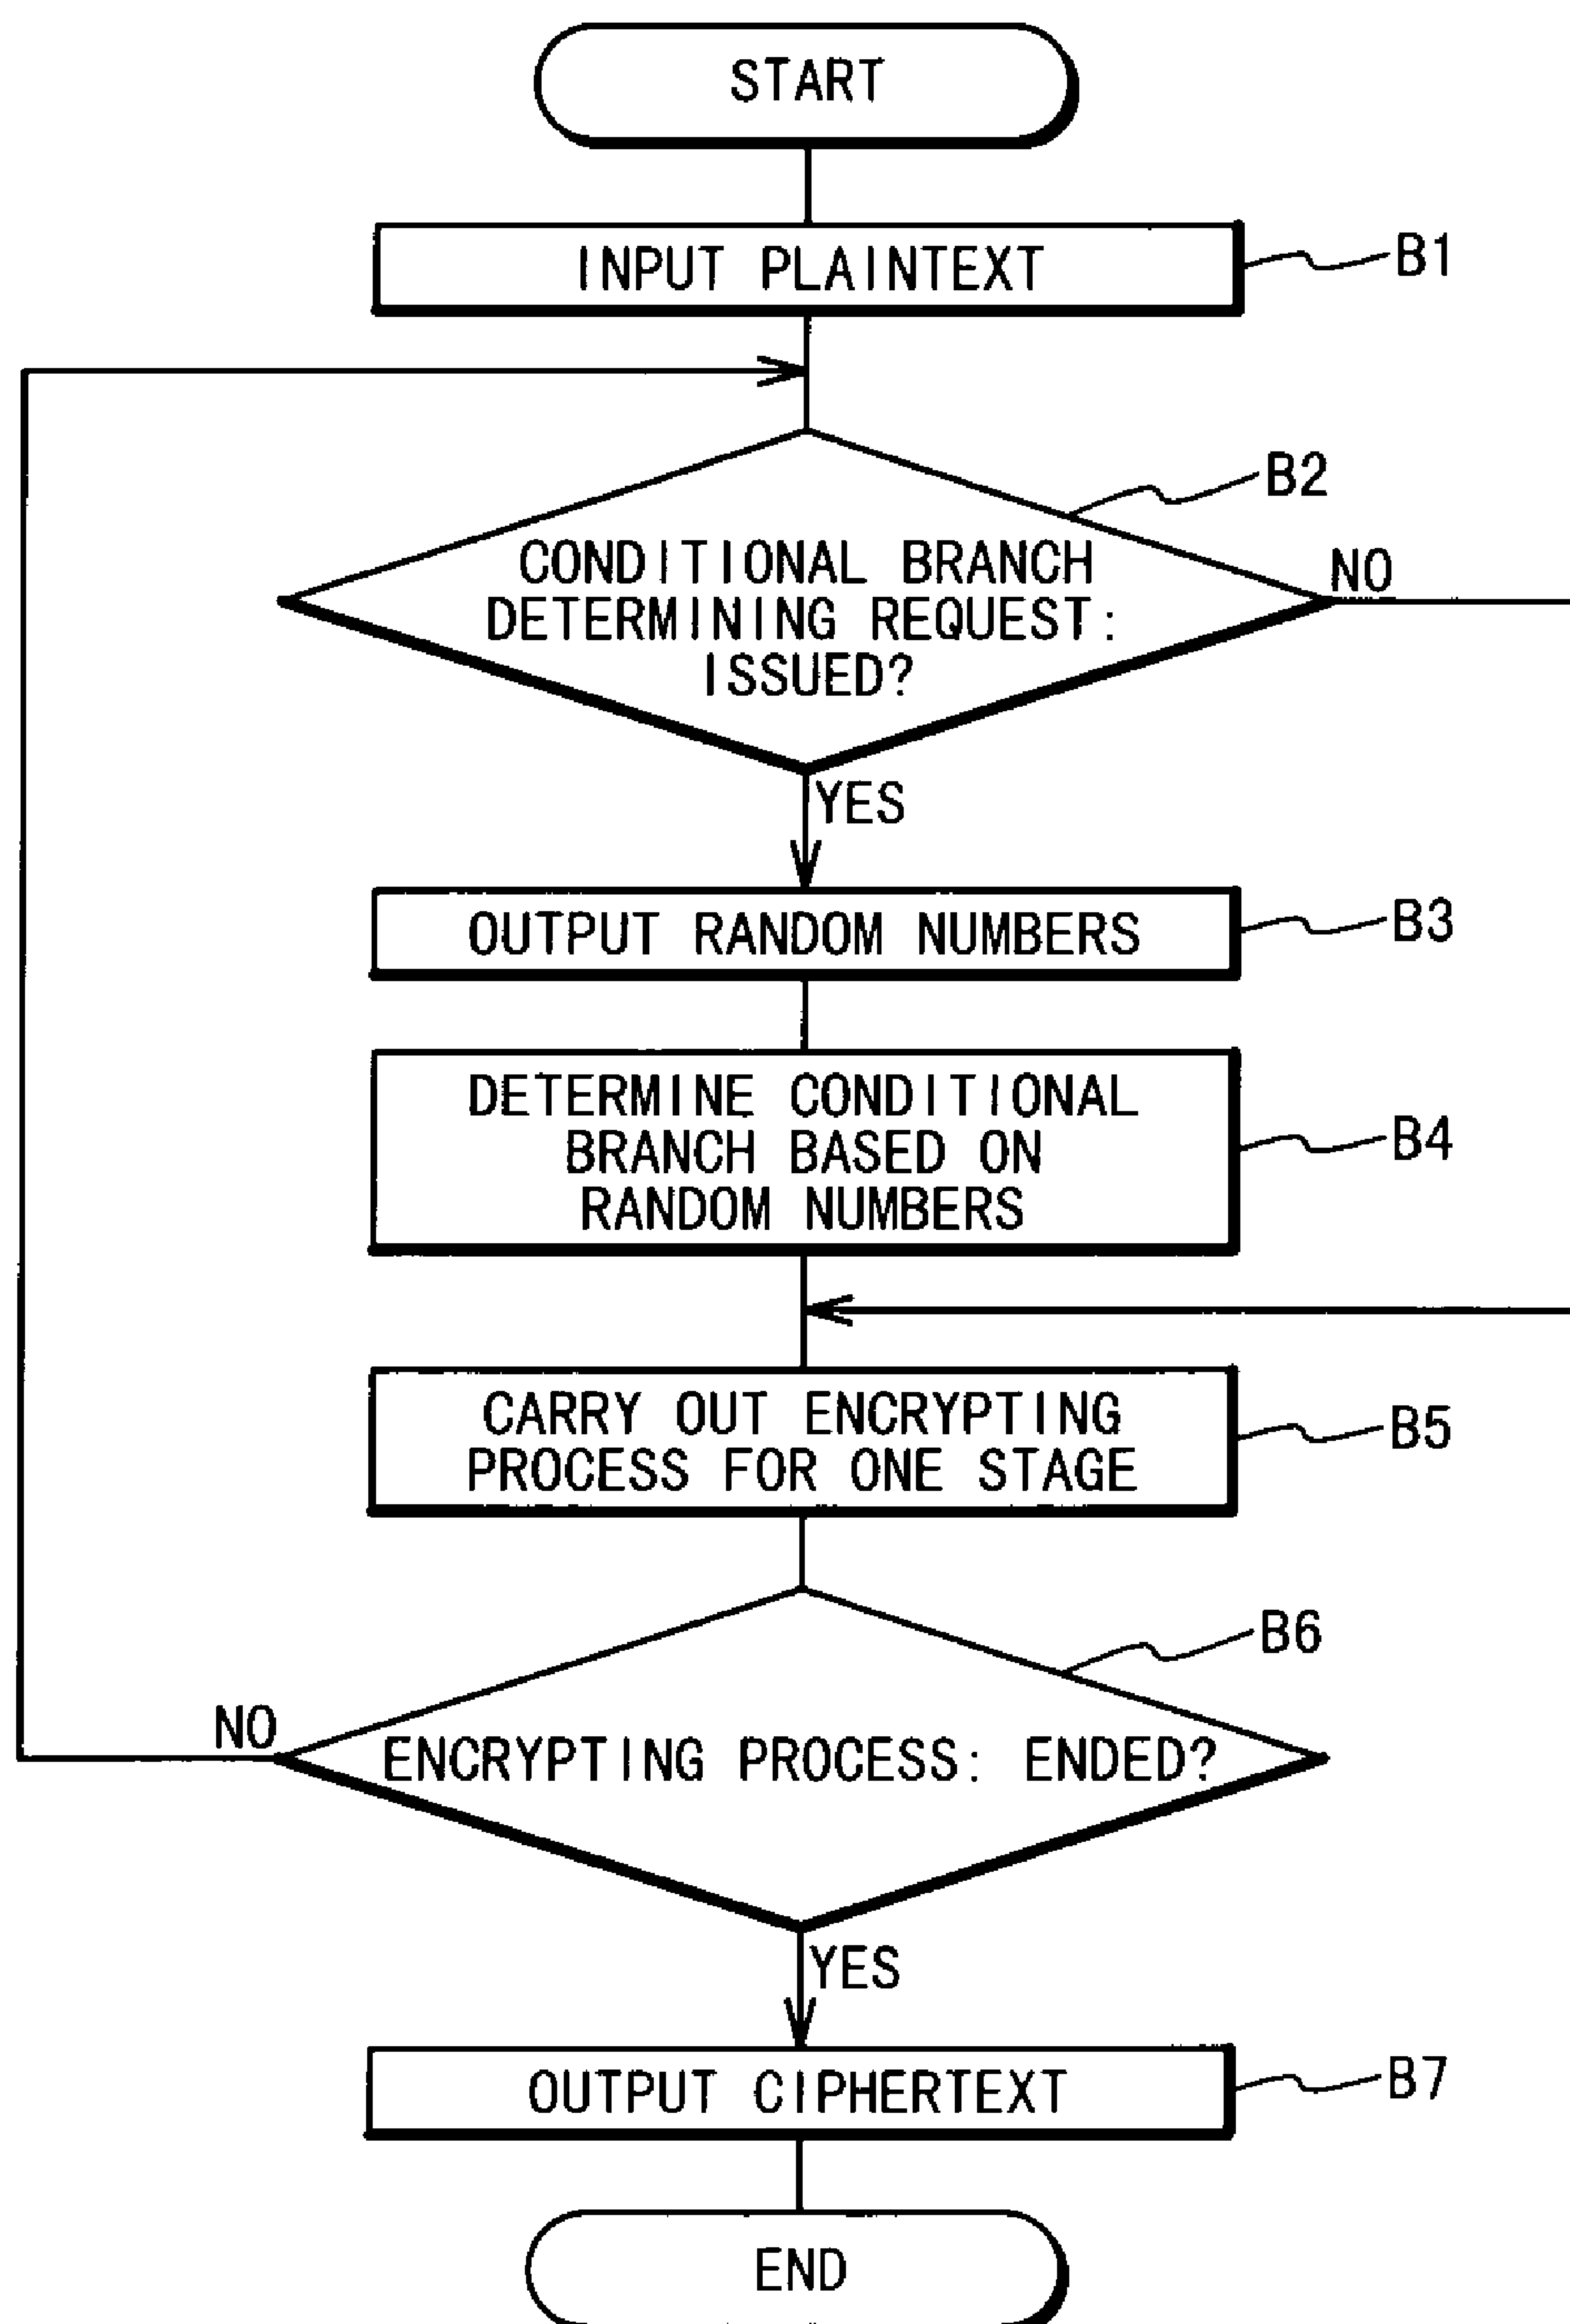 START
INPUT PLAINTEXT
B1
B2
CONDITIONAL BRANCH
DETERMINING REQUEST:
ISSUED?
NO
YES
OUTPUT RANDOM NUMBERS
B3
DETERMINE CONDITIONAL
BRANCH BASED ON
RANDOM NUMBERS
B4
CARRY OUT ENCRYPTING
PROCESS FOR ONE STAGE
B5
B6
NO
ENCRYPTING PROCESS: ENDED?
YES
OUTPUT CIPHERTEXT
B7
END